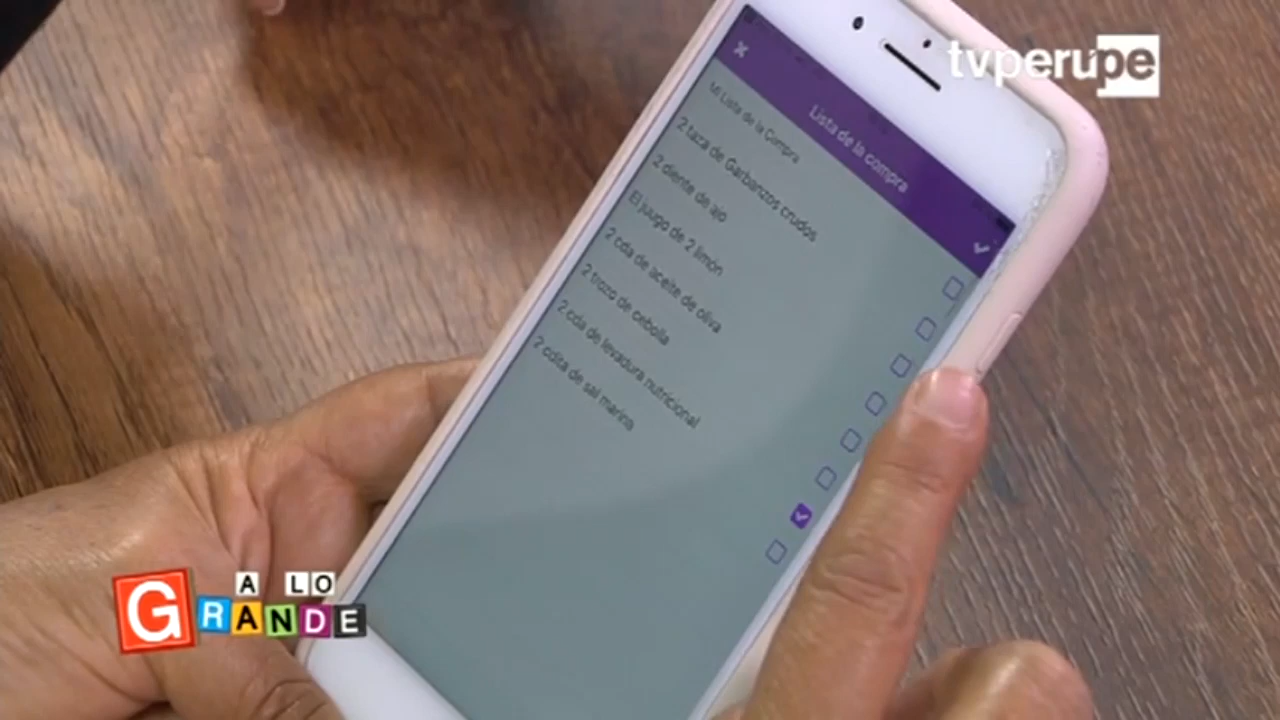 tvperupe
Lista de la compra
Mi Lista de la Compra
2 taza de Garbanzos crudos
2 diente de ajo
El jugo de 2 limón
2 cda de aceite de oliva
2 trozo de cebolla
2 cda de levadura nutricional
2 cdita de sal marina
A LO
GRANDE